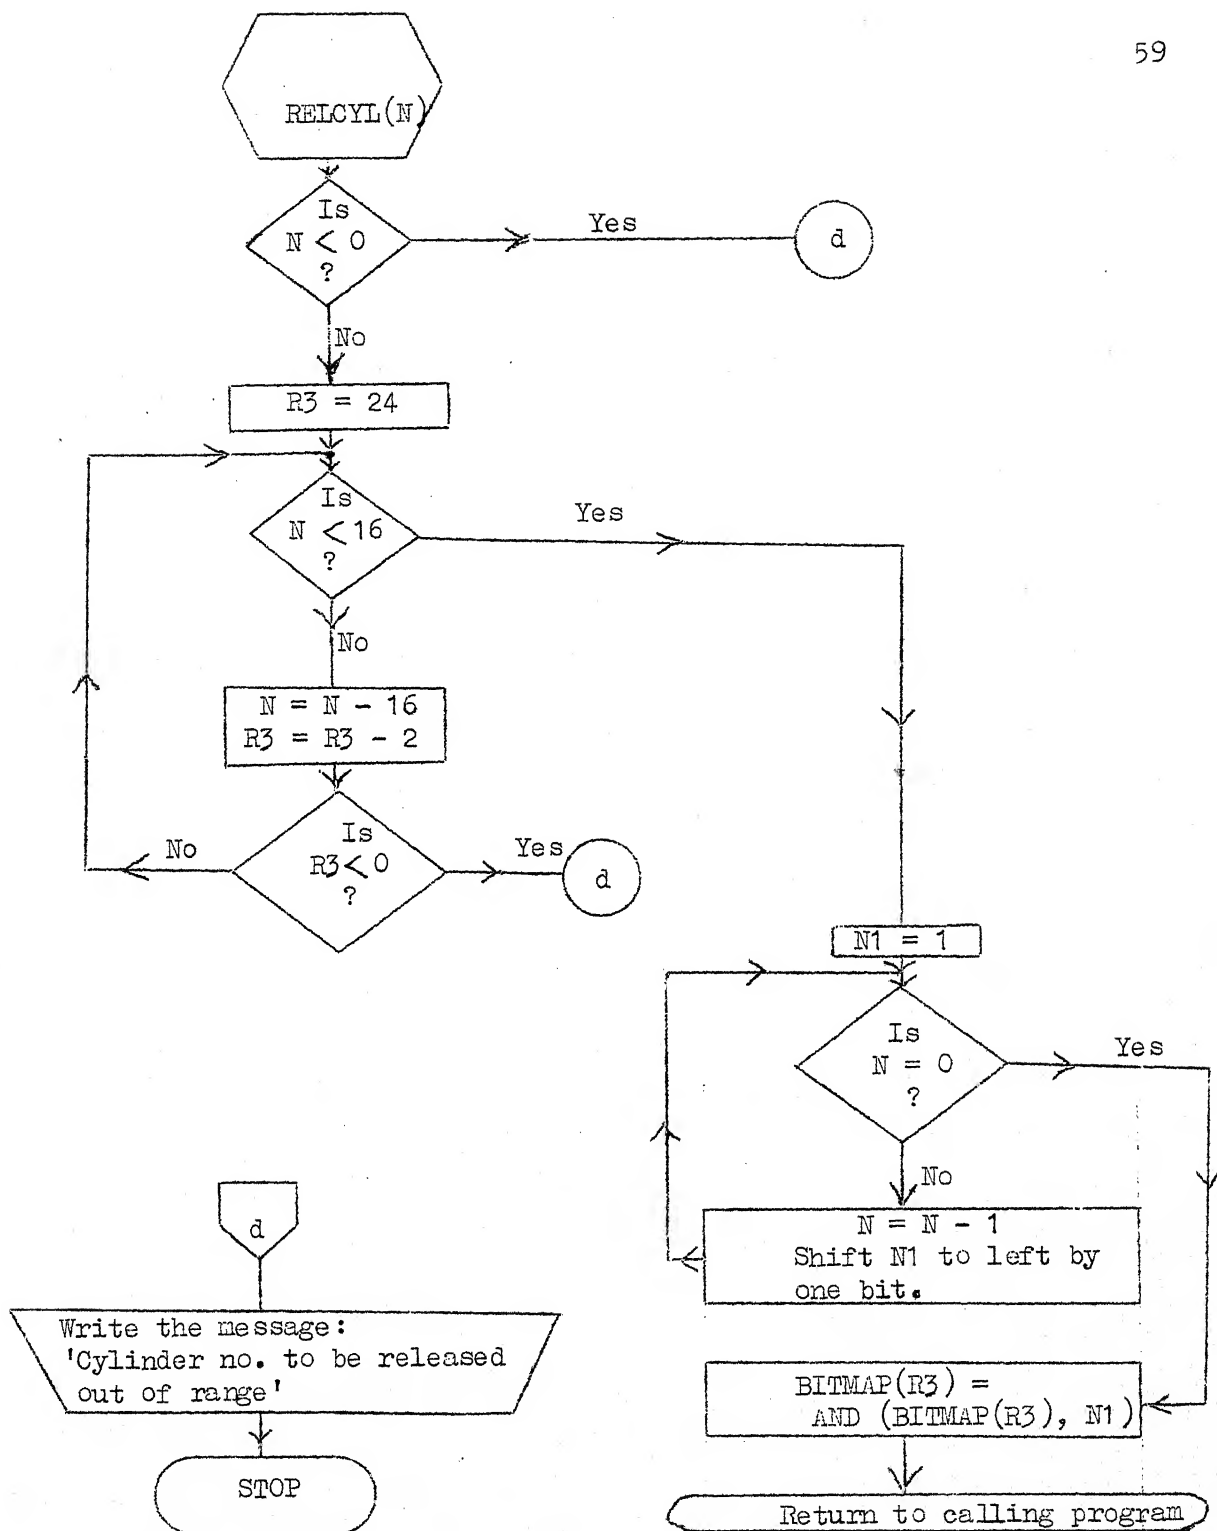 59
RELCYL(N)
Is
N < 0
?
Yes
d
No
R3 = 24
Is
N < 16
?
Yes
No
N = N - 16
R3 = R3 - 2
Is
R3 < 0
?
No
Yes
d
N1 = 1
Is
N = 0
?
Yes
No
N = N - 1
Shift N1 to left by
one bit.
d
Write the message:
'Cylinder no. to be released
out of range'
STOP
BITMAP(R3) =
AND (BITMAP(R3), N1)
Return to calling program